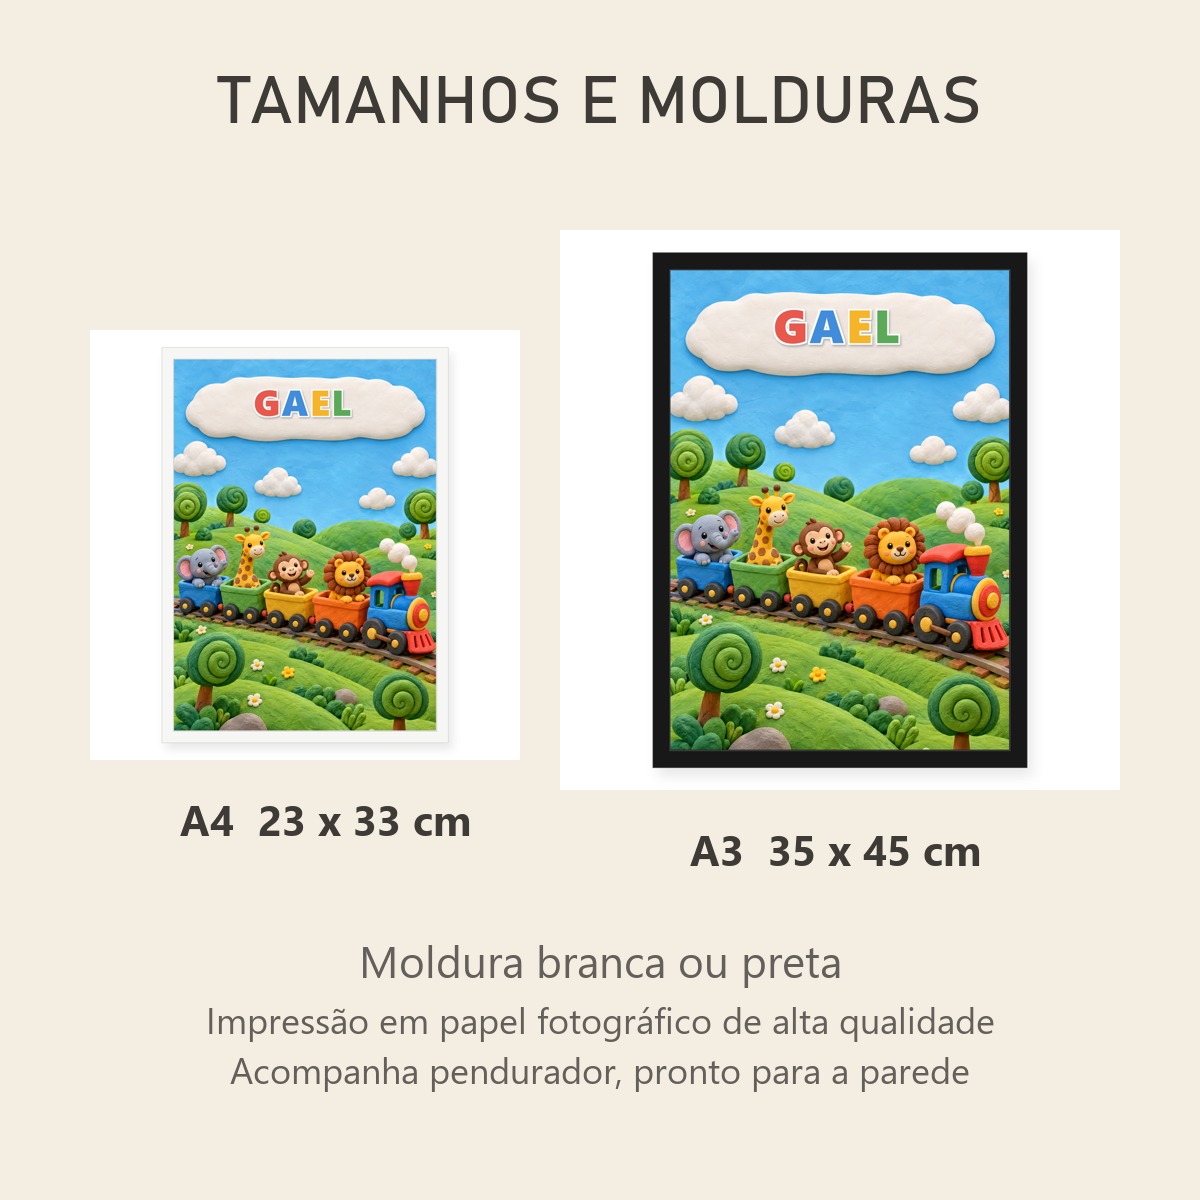 TAMANHOS E MOLDURAS
GAEL
GAEL
A4 23 x 33 cm
A3 35 x 45 cm
Moldura branca ou preta
Impressão em papel fotográfico de alta qualidade
Acompanha pendurador, pronto para a parede